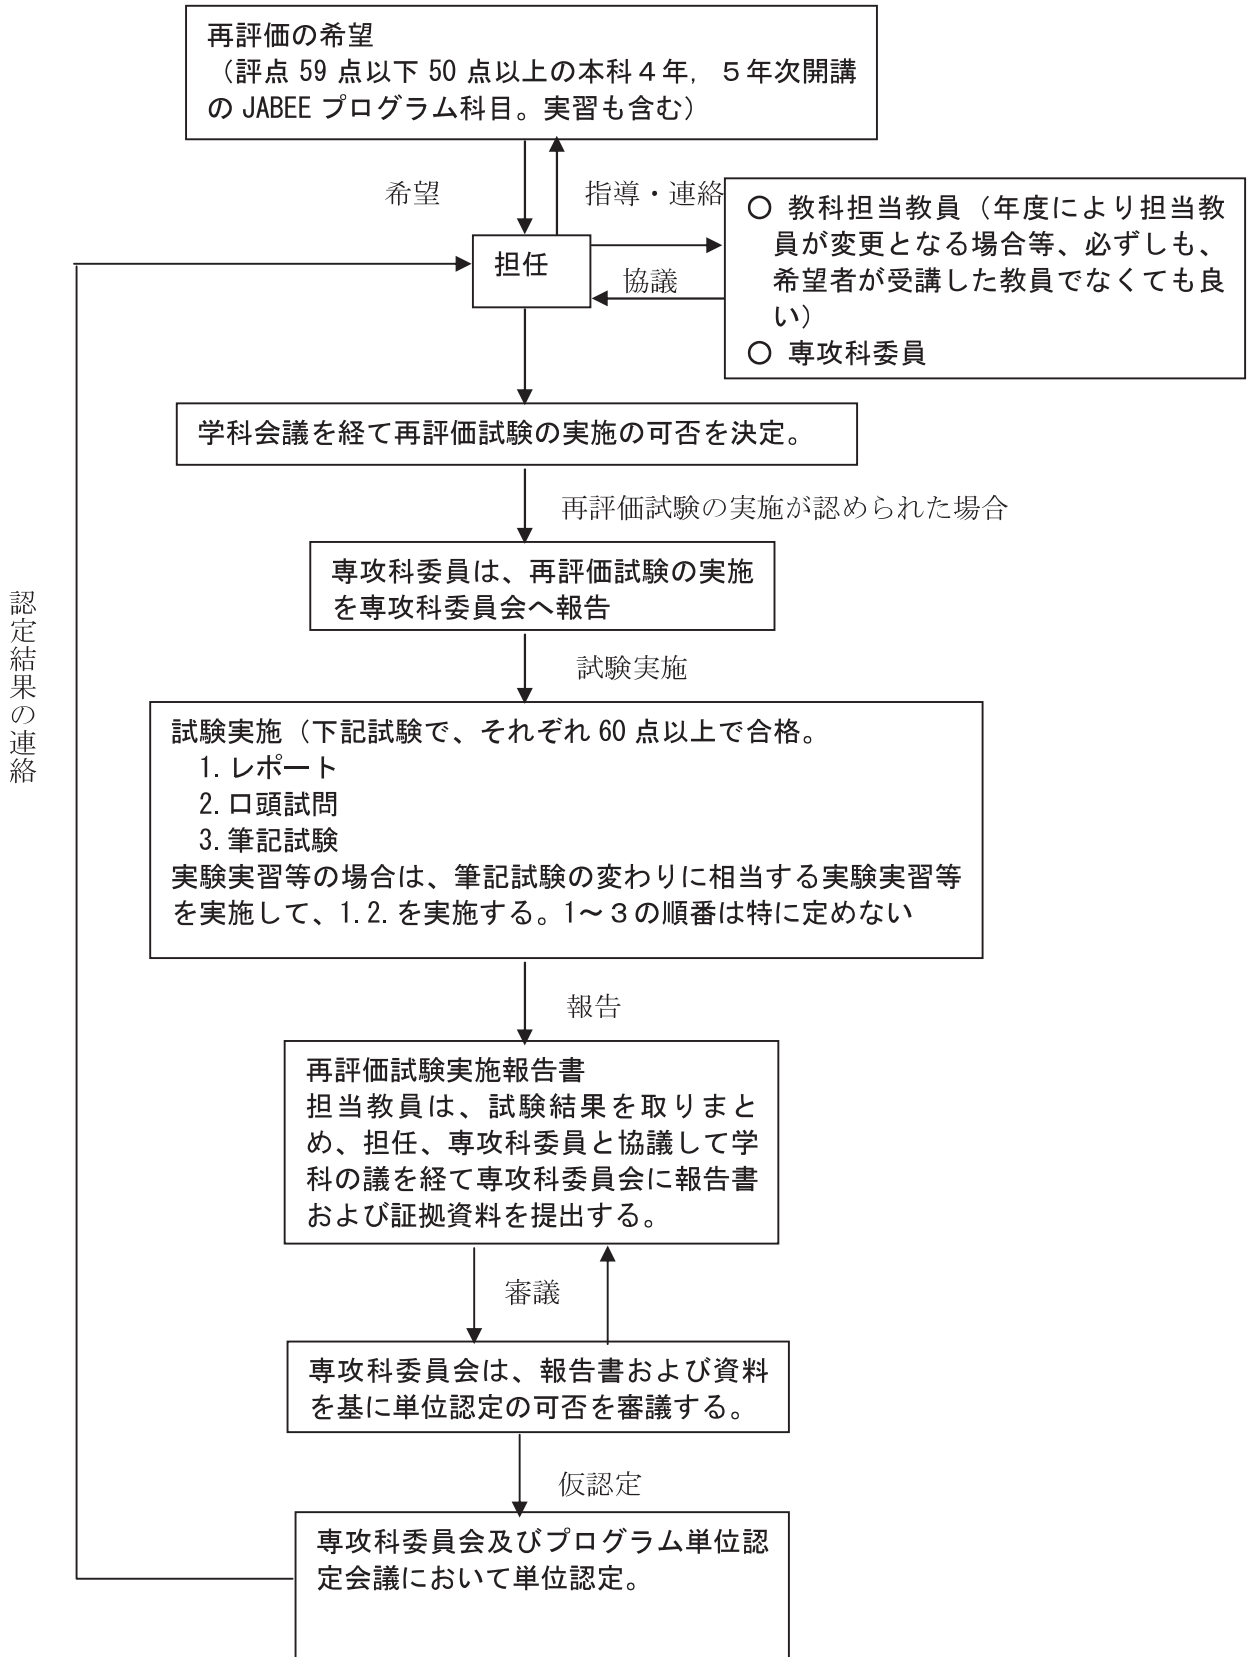 再評価の希望
（評点 59 点以下 50 点以上の本科４年，５年次開講
の JABEE プログラム科目。実習も含む）
希望
指導・連絡
○ 教科担当教員（年度により担当教
員が変更となる場合等、必ずしも、
希望者が受講した教員でなくても良
い）
○ 専攻科委員
担任
協議
学科会議を経て再評価試験の実施の可否を決定。
再評価試験の実施が認められた場合
専攻科委員は、再評価試験の実施
を専攻科委員会へ報告
試験実施
認定結果の連絡
試験実施（下記試験で、それぞれ 60 点以上で合格。
1. レポート
2. 口頭試問
3. 筆記試験
実験実習等の場合は、筆記試験の変わりに相当する実験実習等
を実施して、1. 2. を実施する。1～３の順番は特に定めない
報告
再評価試験実施報告書
担当教員は、試験結果を取りまと
め、担任、専攻科委員と協議して学
科の議を経て専攻科委員会に報告書
および証拠資料を提出する。
審議
専攻科委員会は、報告書および資料
を基に単位認定の可否を審議する。
仮認定
専攻科委員会及びプログラム単位認
定会議において単位認定。